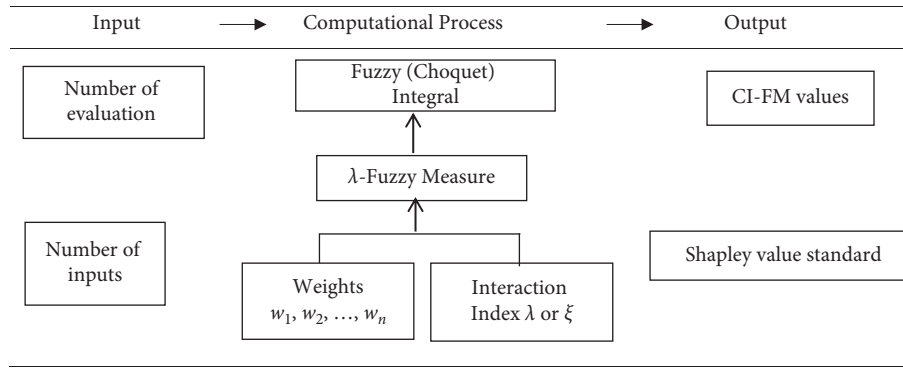 Input
Computational Process
Output
Number of
evaluation
Fuzzy (Choquet)
Integral
CI-FM values
λ-Fuzzy Measure
Number of
inputs
Weights
w1, w2, …, wn
Interaction
Index λ or ξ
Shapley value standard